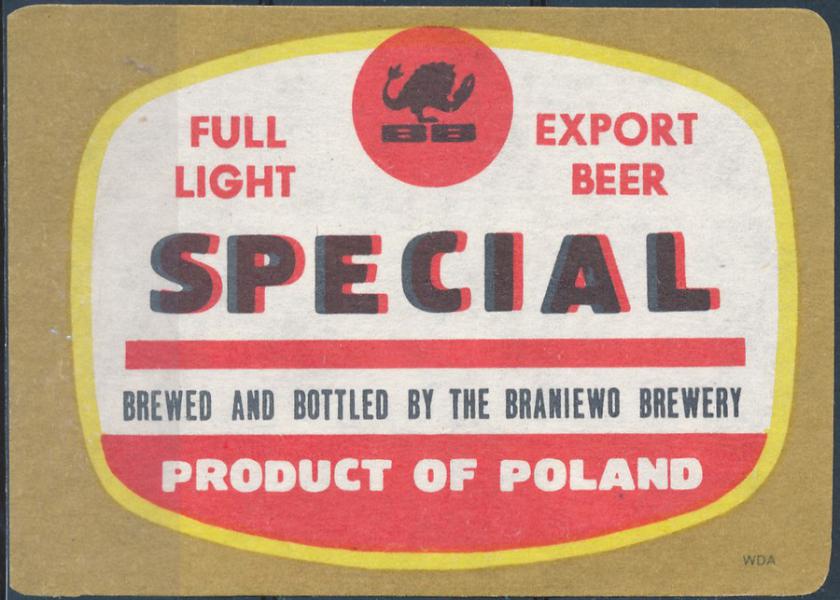 BB
FULL LIGHT
EXPORT BEER
SPECIAL
BREWED AND BOTTLED BY THE BRANIEWO BREWERY
PRODUCT OF POLAND
WDA